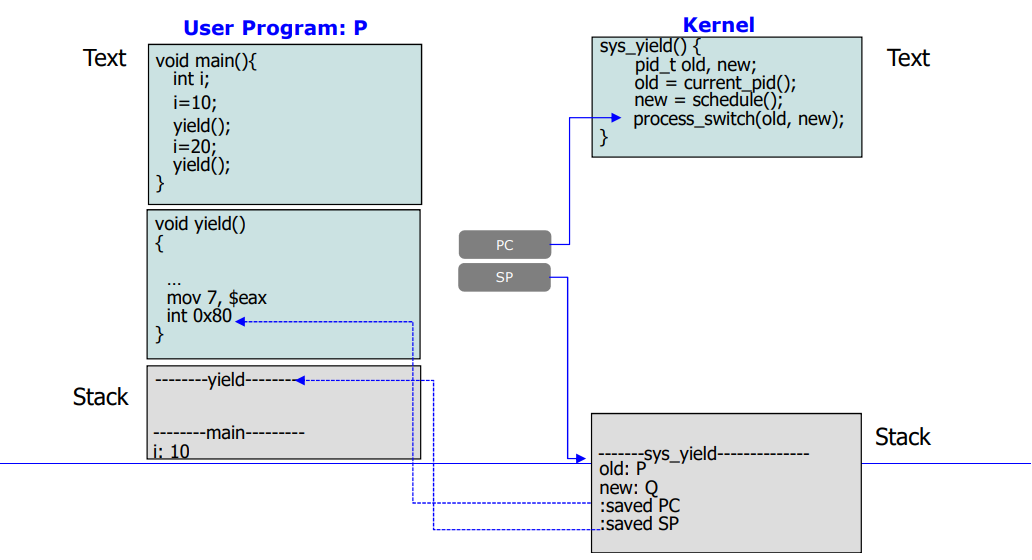 User Program: P
Text
void main(){
int i;
i=10;
yield();
i=20;
yield();
}
void yield()
{
...
mov 7, $eax
int 0x80
}
Stack
--------yield--------
--------main---------
i: 10
PC
SP
Kernel
Text
sys_yield() {
pid_t old, new;
old = current_pid();
new = schedule();
process_switch(old, new);
}
Stack
-------sys_yield--------------
old: P
new: Q
:saved PC
:saved SP